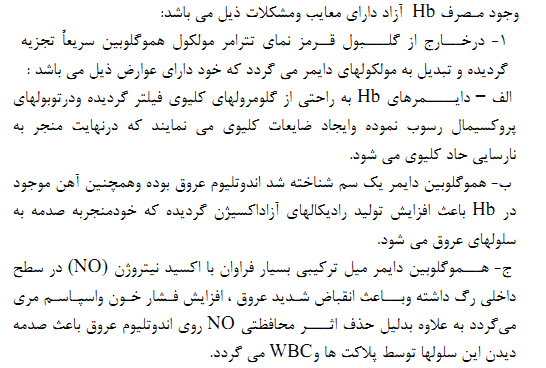 وجود مصرف Hb آزاد دارای معایب ومشکلات ذیل می باشد:
۱- درخارج از گلبول قرمز نمای تترامر مولکول هموگلوبین سریعاً تجزیه
گردیده و تبدیل به مولکولهای دایمر می گردد که خود دارای عوارض ذیل می باشد :
الف – دایمرهای Hb به راحتی از گلومرولهای کلیوی فیلتر گردیده ودرتوبولهای
پروکسیمال رسوب نموده وایجاد ضایعات کلیوی می نمایند که درنهایت منجر به
نارسایی حاد کلیوی می شود.
ب- هموگلوبین دایمر یک سم شناخته شد اندوتلیوم عروق بوده وهمچنین آهن موجود
در Hb باعث افزایش تولید رادیکالهای آزاداکسیژن گردیده که خودمنجربه صدمه به
سلولهای عروق می شود.
ج- هموگلوبین دایمر میل ترکیبی بسیار فراوان با اکسید نیتروژن (NO) در سطح
داخلی رگ داشته وباعث انقباض شدید عروق ، افزایش فشار خون واسپاسم مری
می‌گردد به علاوه بدلیل حذف اثر محافظتی NO روی اندوتلیوم عروق باعث صدمه
دیدن این سلولها توسط پلاکت ها وWBC می گردد.